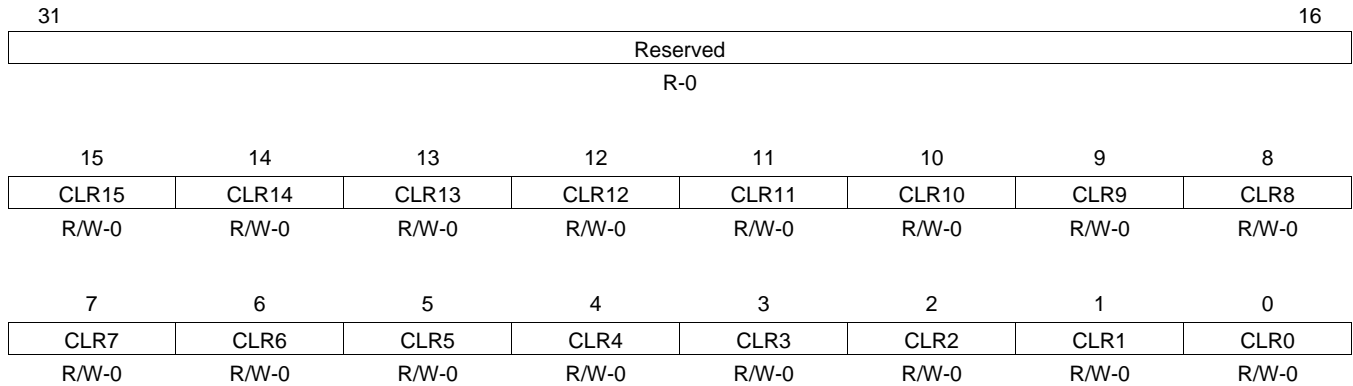 31 16
Reserved
R-0
15 14 13 12 11 10 9 8
CLR15 CLR14 CLR13 CLR12 CLR11 CLR10 CLR9 CLR8
R/W-0 R/W-0 R/W-0 R/W-0 R/W-0 R/W-0 R/W-0 R/W-0
7 6 5 4 3 2 1 0
CLR7 CLR6 CLR5 CLR4 CLR3 CLR2 CLR1 CLR0
R/W-0 R/W-0 R/W-0 R/W-0 R/W-0 R/W-0 R/W-0 R/W-0